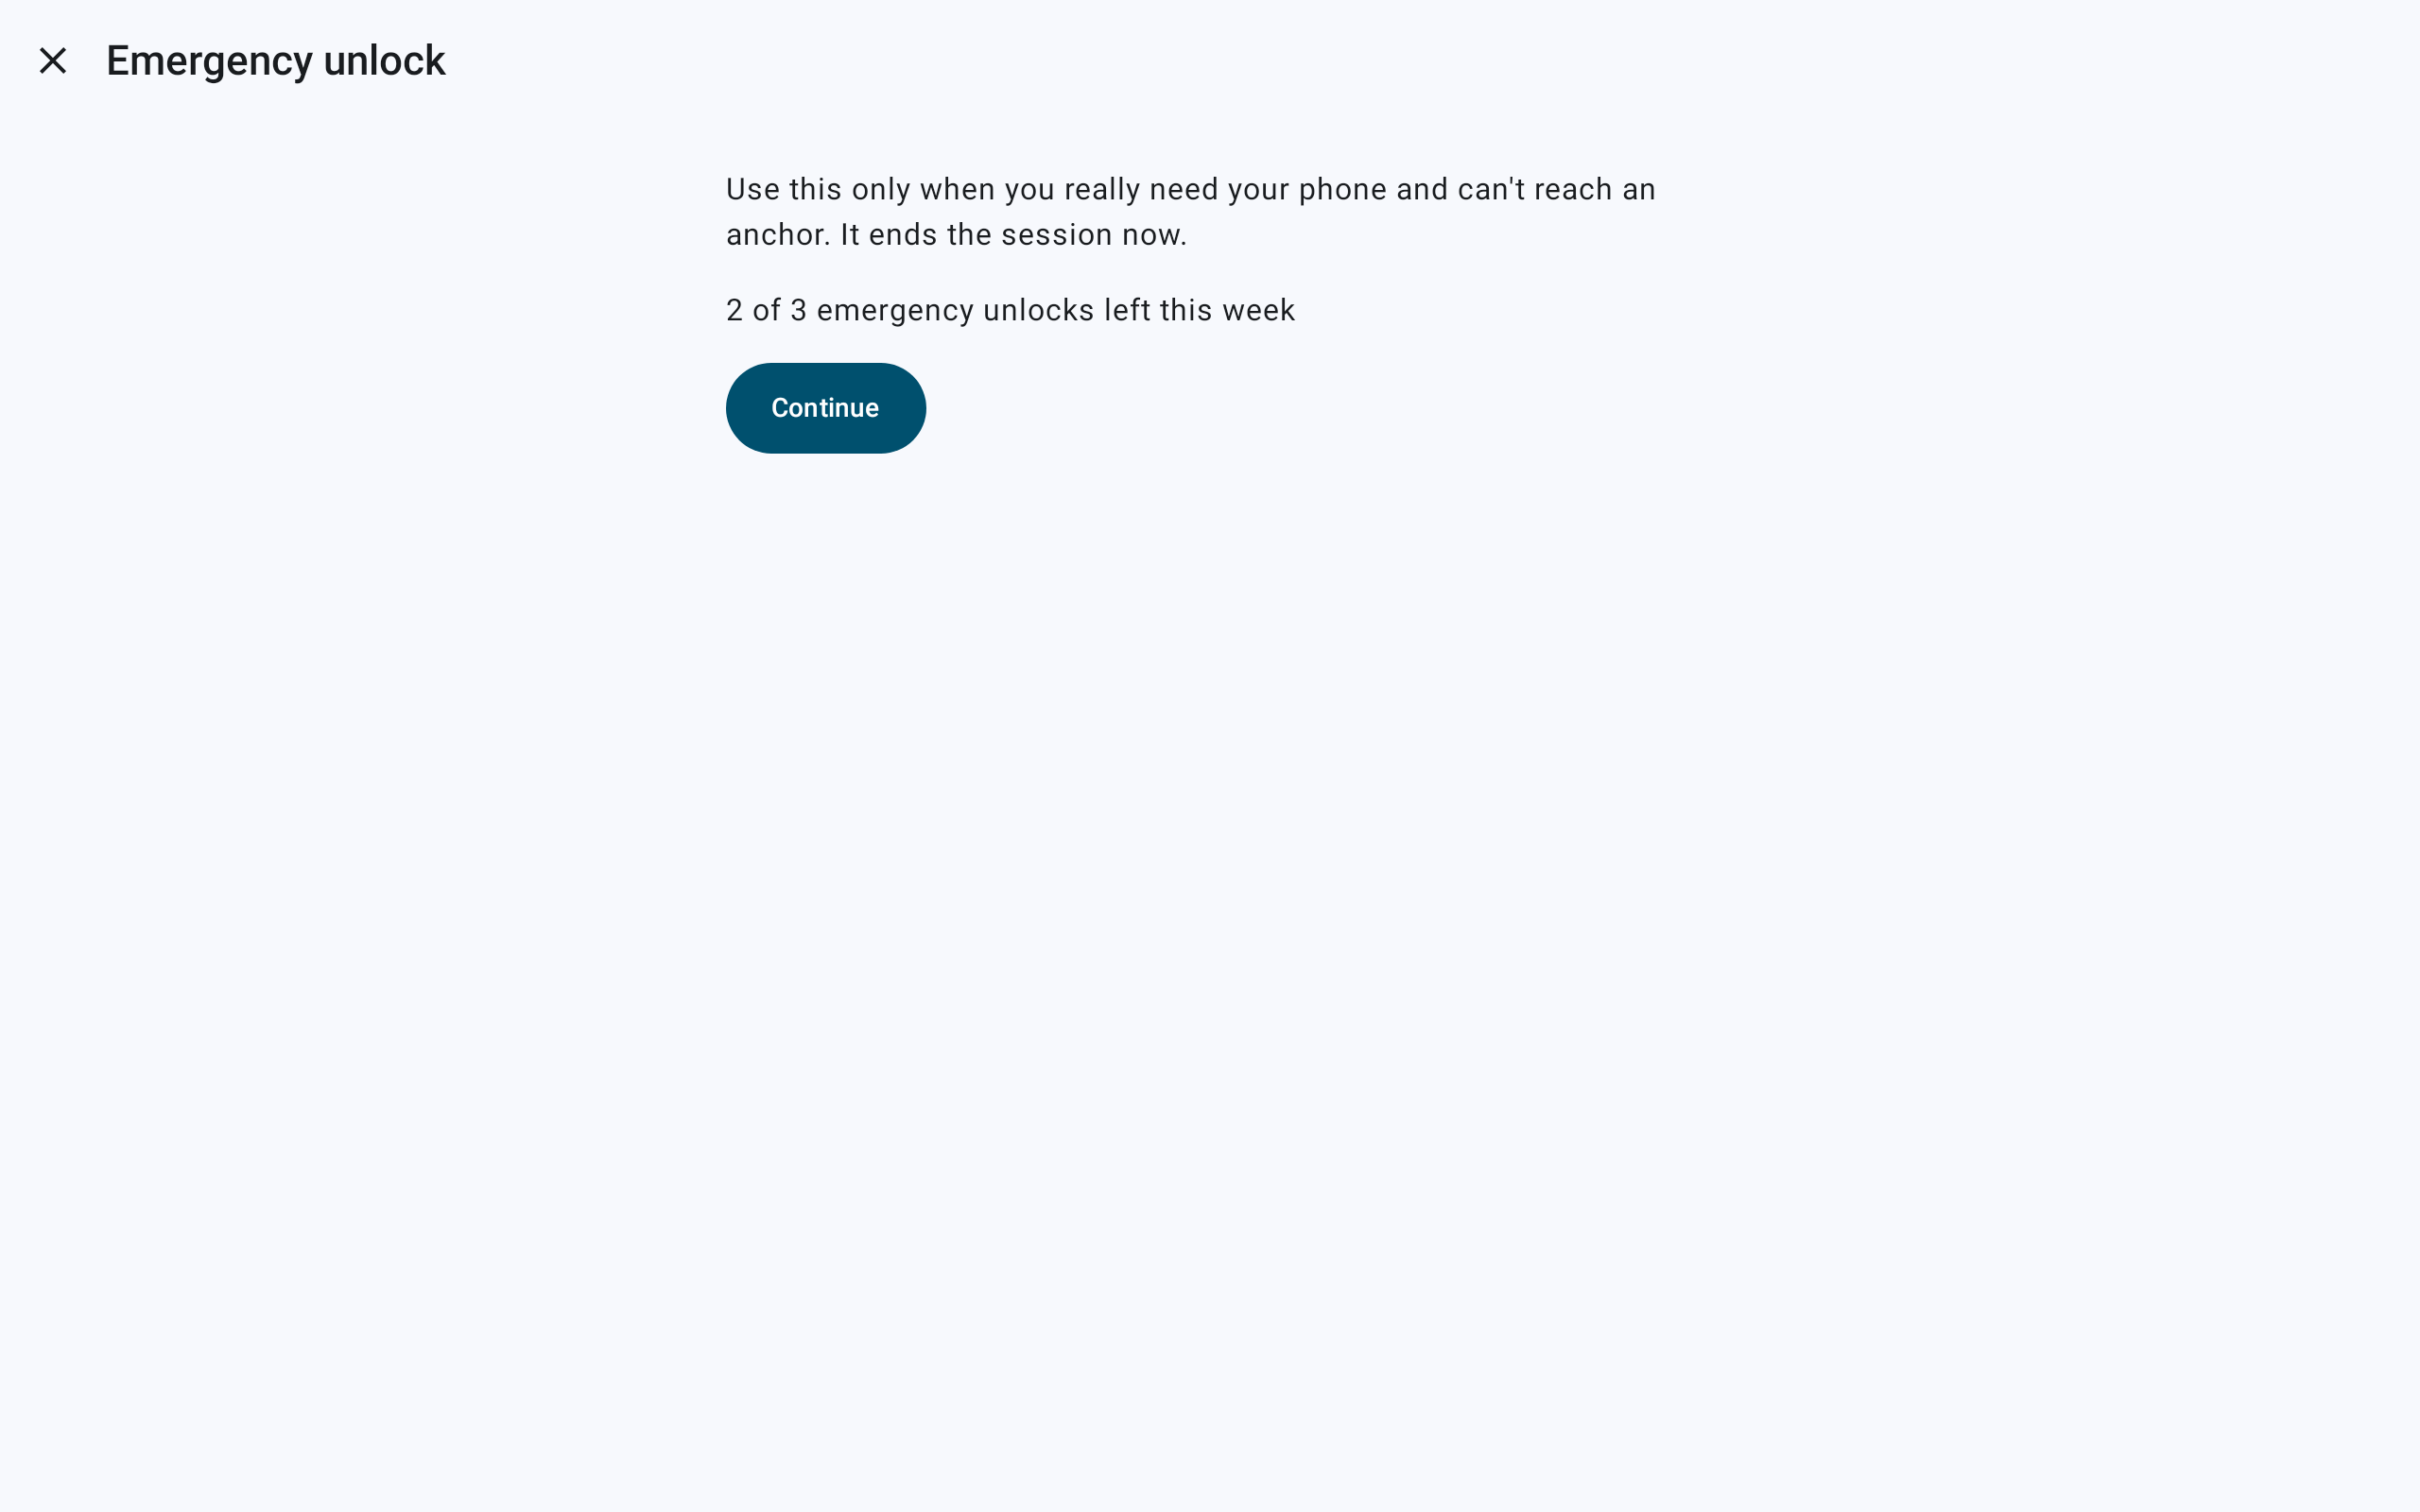 Emergency unlock
Use this only when you really need your phone and can't reach an
anchor. It ends the session now.
2 of 3 emergency unlocks left this week
Continue